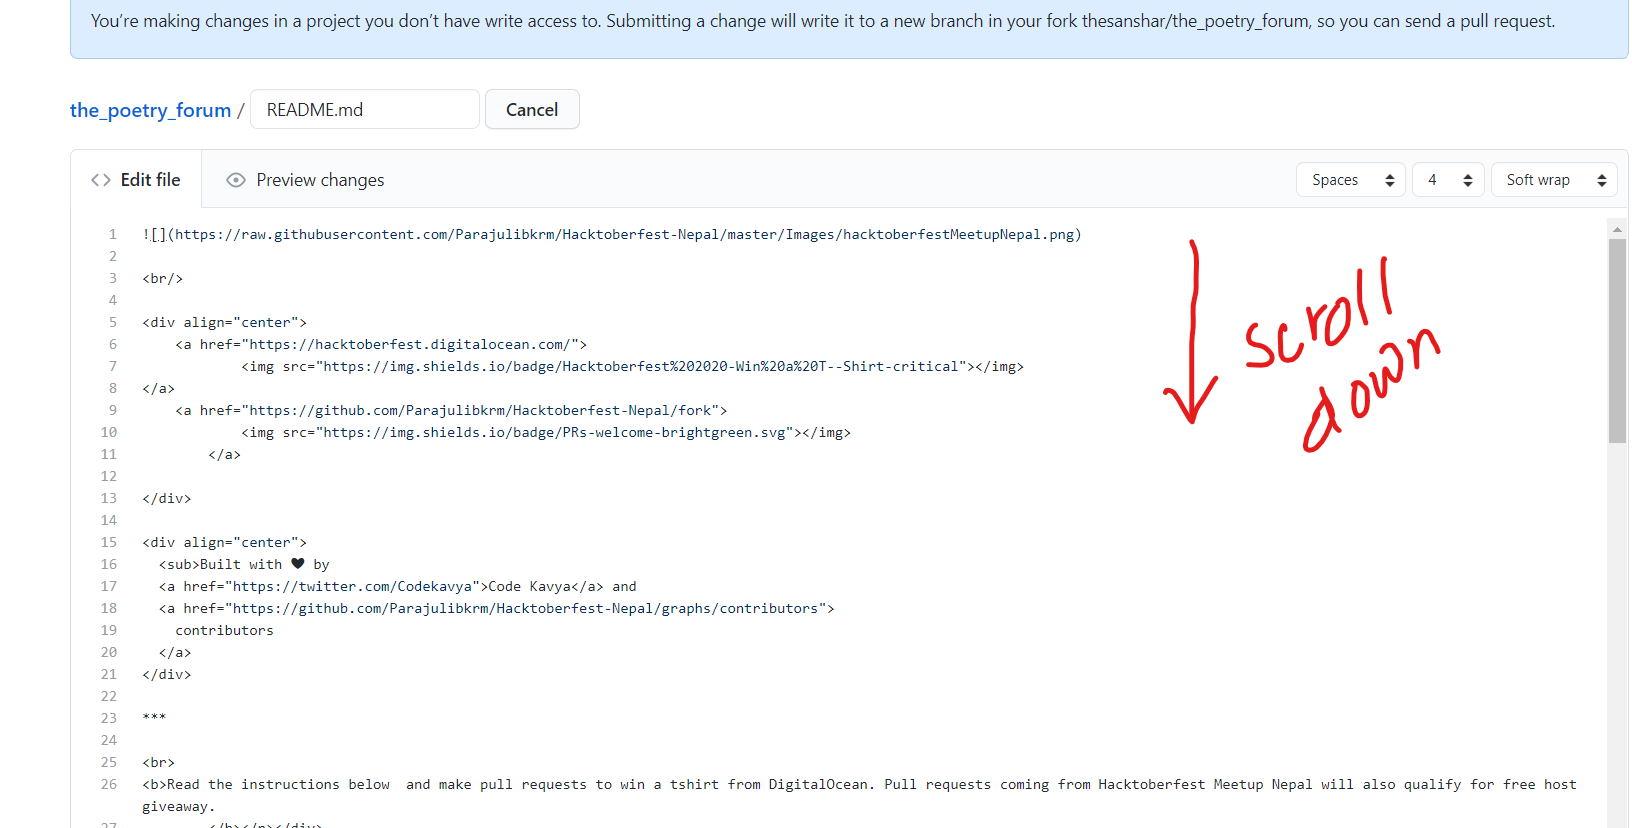 You're making changes in a project you don't have write access to. Submitting a change will write it to a new branch in your fork thesanshar/the_poetry_forum, so you can send a pull request.
the_poetry_forum / README.md Cancel
<> Edit file Preview changes Spaces 4 Soft wrap
1 ![](https://raw.githubusercontent.com/Parajulibkrm/Hacktoberfest-Nepal/master/Images/hacktoberfestMeetupNepal.png)
2
3 <br/>
4
5 <div align="center">
6 <a href="https://hacktoberfest.digitalocean.com/">
7 <img src="https://img.shields.io/badge/Hacktoberfest%202020-Win%20a%20T--Shirt-critical"></img>
8 </a>
9 <a href="https://github.com/Parajulibkrm/Hacktoberfest-Nepal/fork">
10 <img src="https://img.shields.io/badge/PRs-welcome-brightgreen.svg"></img>
11 </a>
12
13 </div>
14
15 <div align="center">
16 <sub>Built with ♥ by
17 <a href="https://twitter.com/Codekavya">Code Kavya</a> and
18 <a href="https://github.com/Parajulibkrm/Hacktoberfest-Nepal/graphs/contributors">
19 contributors
20 </a>
21 </div>
22
23 ***
24
25 <br>
26 <b>Read the instructions below  and make pull requests to win a tshirt from DigitalOcean. Pull requests coming from Hacktoberfest Meetup Nepal will also qualify for free host
giveaway.
27 </b></p></div>
scroll
down